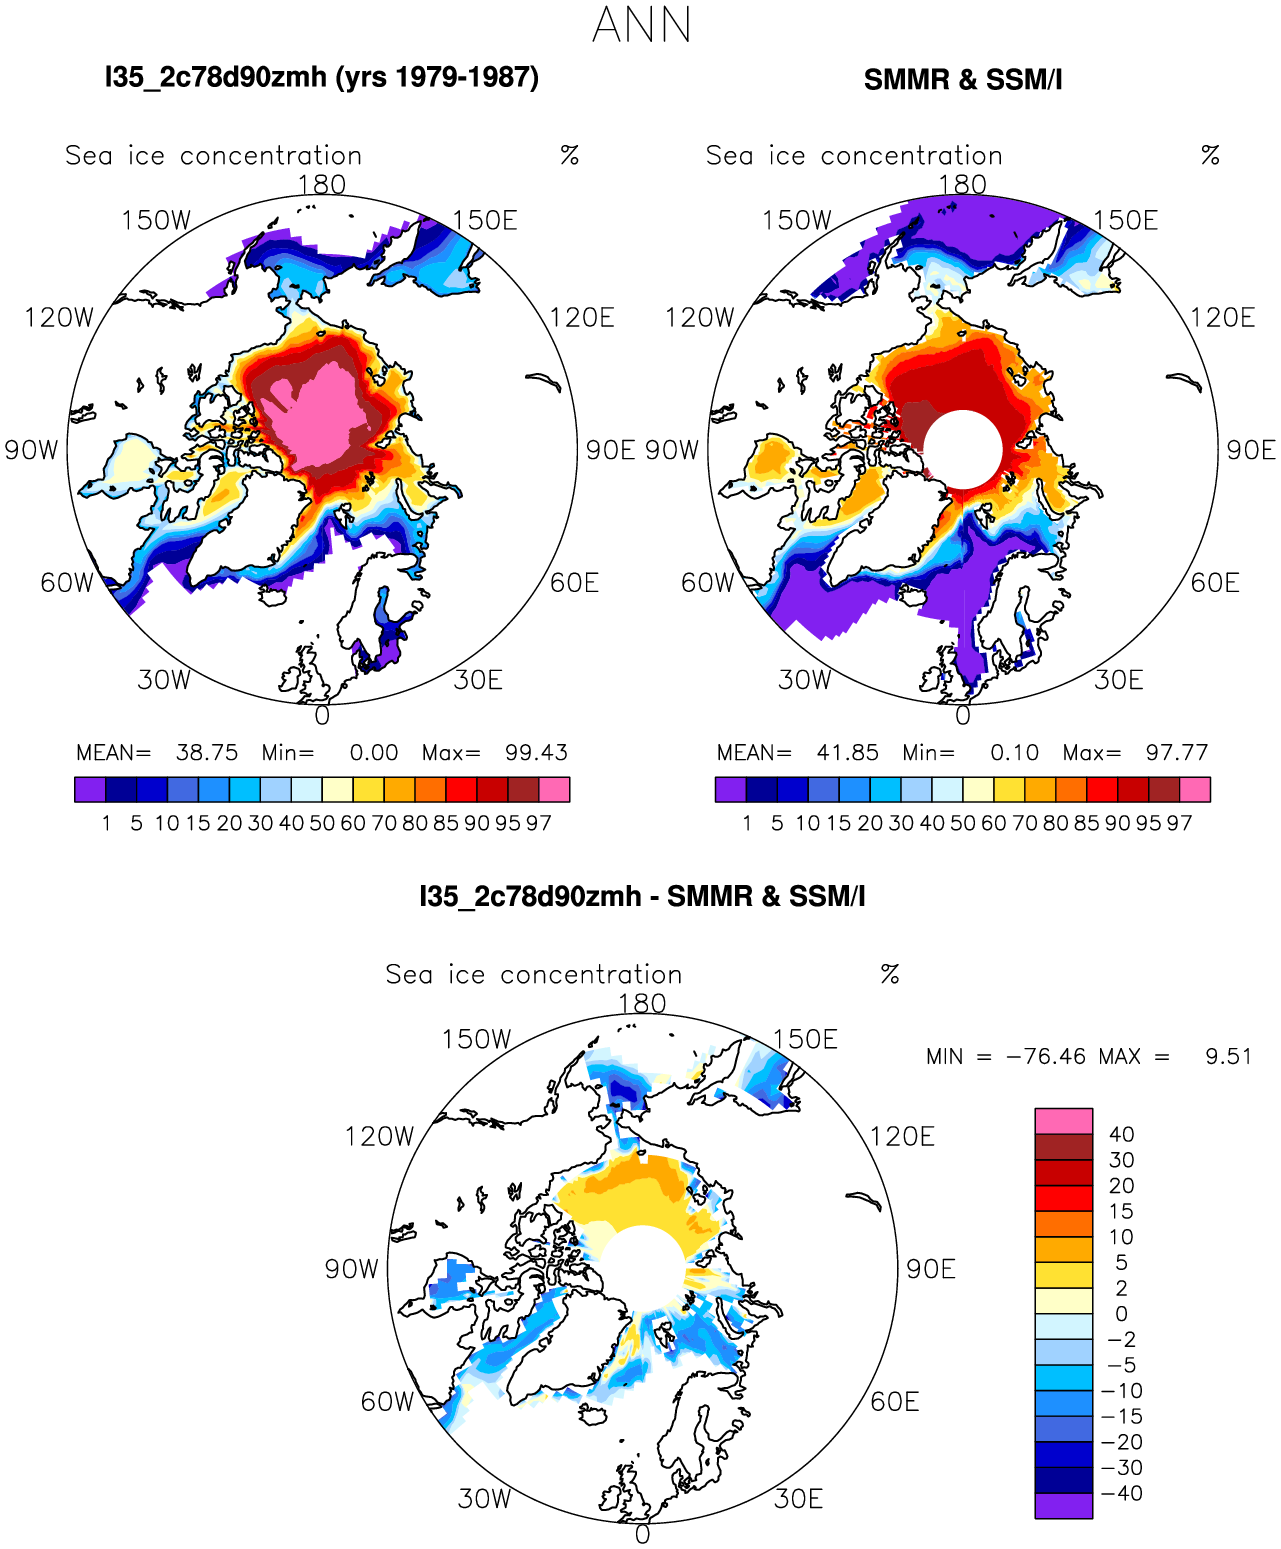 ANN
I35_2c78d90zmh (yrs 1979-1987)
SMMR & SSM/I
Sea ice concentration %
Sea ice concentration %
180
150W 150E
120W 120E
90W 90E
60W 60E
30W 30E
0
180
150W 150E
120W 120E
90W 90E
60W 60E
30W 30E
0
MEAN= 38.75 Min= 0.00 Max= 99.43
1 5 10 15 20 30 40 50 60 70 80 85 90 95 97
MEAN= 41.85 Min= 0.10 Max= 97.77
1 5 10 15 20 30 40 50 60 70 80 85 90 95 97
I35_2c78d90zmh - SMMR & SSM/I
Sea ice concentration %
180
150W 150E
120W 120E
90W 90E
60W 60E
30W 30E
0
MIN = −76.46 MAX = 9.51
40
30
20
15
10
5
2
0
−2
−5
−10
−15
−20
−30
−40